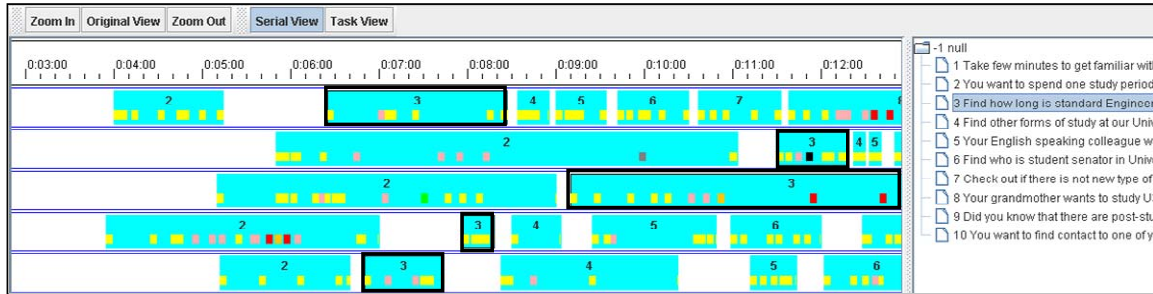 Zoom In Original View Zoom Out Serial View Task View
0:03:00 0:04:00 0:05:00 0:06:00 0:07:00 0:08:00 0:09:00 0:10:00 0:11:00 0:12:00
2 3 4 5 6 7 8
2 3 4 5
2 3
2 3 4 5 6
2 3 4 5 6
-1 null
1 Take few minutes to get familiar wit
2 You want to spend one study period
3 Find how long is standard Engineer
4 Find other forms of study at our Univ
5 Your English speaking colleague w
6 Find who is student senator in Unive
7 Check out if there is not new type of
8 Your grandmother wants to study U
9 Did you know that there are post-stu
10 You want to find contact to one of y